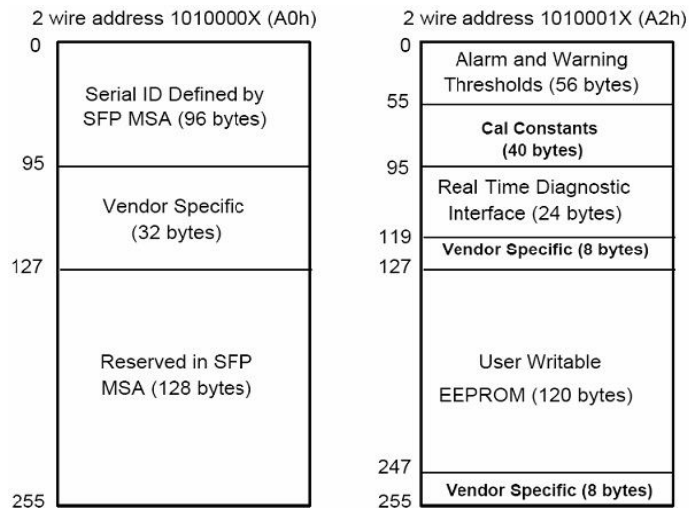 2 wire address 1010000X (A0h)
0
Serial ID Defined by
SFP MSA (96 bytes)
95
Vendor Specific
(32 bytes)
127
Reserved in SFP
MSA (128 bytes)
255
2 wire address 1010001X (A2h)
0
Alarm and Warning
Thresholds (56 bytes)
55
Cal Constants
(40 bytes)
95
Real Time Diagnostic
Interface (24 bytes)
119
Vendor Specific (8 bytes)
127
User Writable
EEPROM (120 bytes)
247
Vendor Specific (8 bytes)
255